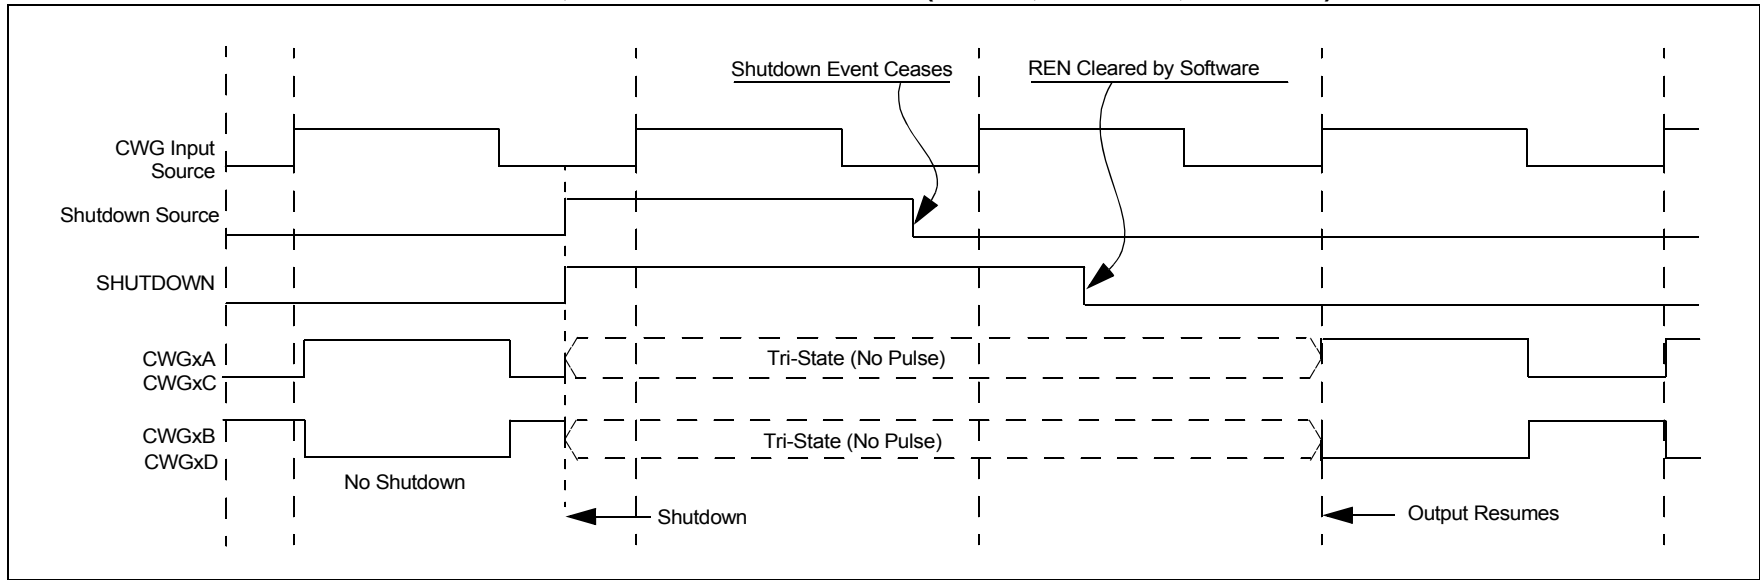 Shutdown Event Ceases
REN Cleared by Software
CWG Input
Source
Shutdown Source
SHUTDOWN
CWGxA
CWGxC
Tri-State (No Pulse)
CWGxB
CWGxD
Tri-State (No Pulse)
No Shutdown
Shutdown
Output Resumes